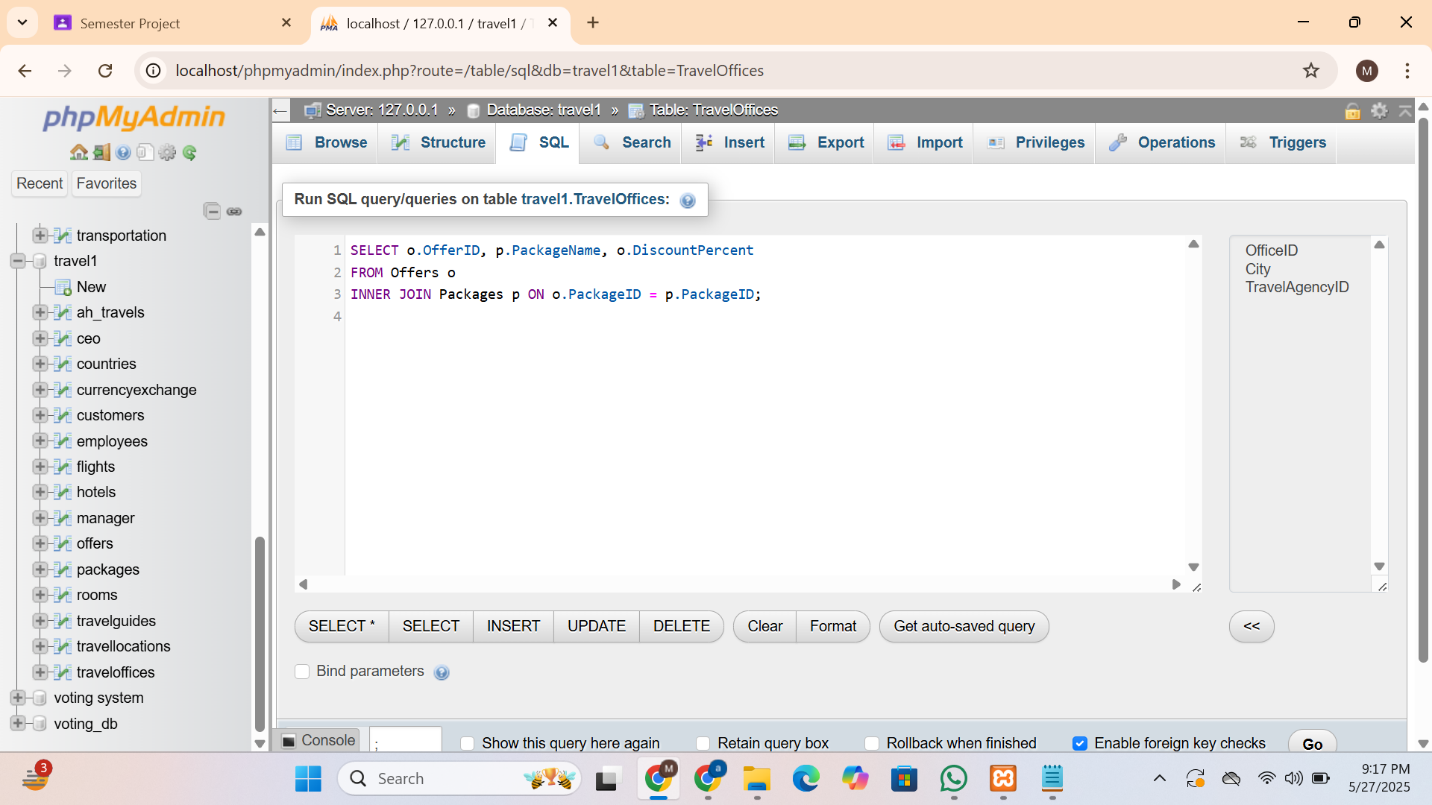 Semester Project
localhost / 127.0.0.1 / travel1 / T
localhost/phpmyadmin/index.php?route=/table/sql&db=travel1&table=TravelOffices
M
phpMyAdmin
Recent
Favorites
transportation
travel1
New
ah_travels
ceo
countries
currencyexchange
customers
employees
flights
hotels
manager
offers
packages
rooms
travelguides
travellocations
traveloffices
voting system
voting_db
Server: 127.0.0.1 » Database: travel1 » Table: TravelOffices
Browse
Structure
SQL
Search
Insert
Export
Import
Privileges
Operations
Triggers
Run SQL query/queries on table travel1.TravelOffices:
1 SELECT o.OfferID, p.PackageName, o.DiscountPercent
2 FROM Offers o
3 INNER JOIN Packages p ON o.PackageID = p.PackageID;
4
OfficeID
City
TravelAgencyID
SELECT *
SELECT
INSERT
UPDATE
DELETE
Clear
Format
Get auto-saved query
<<
Bind parameters
Console
;
Show this query here again
Retain query box
Rollback when finished
Enable foreign key checks
Go
3
Search
M
a
9:17 PM
5/27/2025